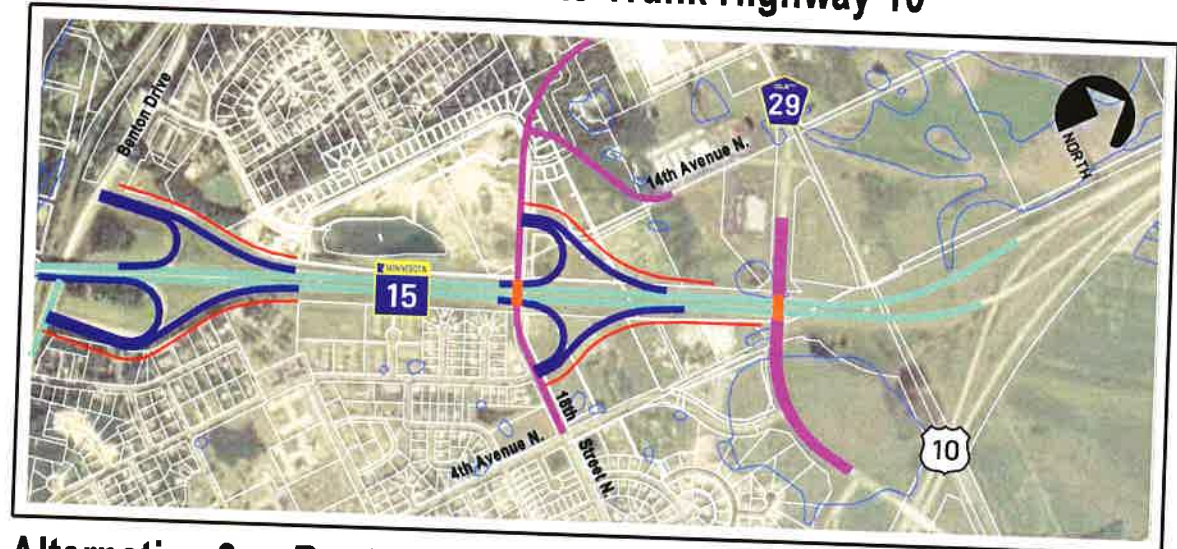 Trunk Highway 10
Benton Drive
29
NORTH
14th Avenue N.
MINNESOTA
15
18th
Street N.
4th Avenue N.
10